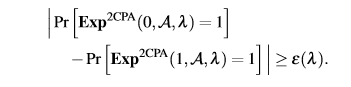 | Pr [ Exp^2CPA (0, 𝒜, λ) = 1 ]
− Pr [ Exp^2CPA (1, 𝒜, λ) = 1 ] | ≥ ε(λ).